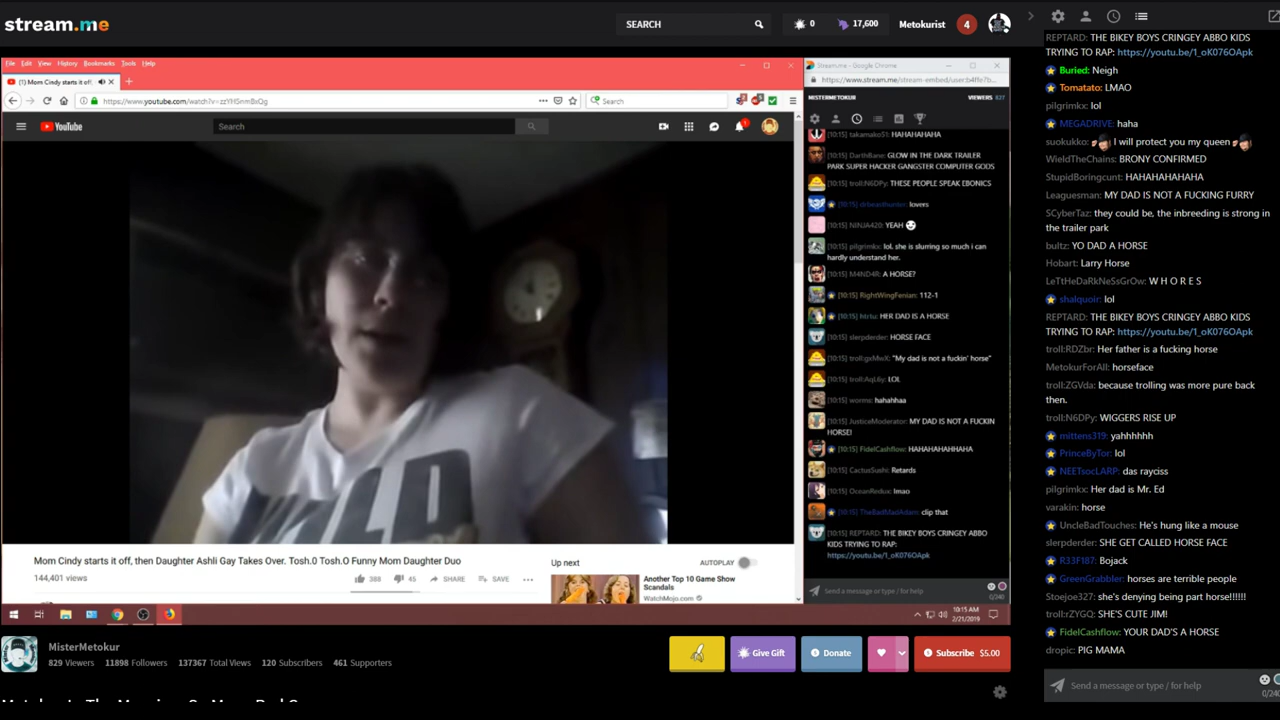 stream.me
SEARCH
0
17,600
Metokurist
4
File Edit View History Bookmarks Tools Help
(1) Mom Cindy starts it off,
Search
YouTube
Search
1
Mom Cindy starts it off, then Daughter Ashli Gay Takes Over. Tosh.0 Tosh.O Funny Mom Daughter Duo
144,401 views
388
45
SHARE
SAVE
Up next
AUTOPLAY
Another Top 10 Game Show
Scandals
WatchMojo.com
10:15 AM
2/21/2019
Stream.me - Google Chrome
MISTERMETOKUR
VIEWERS 827
[10:15] takamako51: HAHAHAHAHA
[10:15] DarthBane: GLOW IN THE DARK TRAILER
PARK SUPER HACKER GANGSTER COMPUTER GODS
[10:15] troll:N6DPy: THESE PEOPLE SPEAK EBONICS
lovers
[10:15] NINJA420: YEAH
[10:15] pilgrimkx: lol. she is slurring so much i can
hardly understand her.
[10:15] M4ND4R: A HORSE?
[10:15] RightWingFenian: 112-1
[10:15] htrtu: HER DAD IS A HORSE
[10:15] slerpderder: HORSE FACE
[10:15] troll:gxMwX: "My dad is not a fuckin' horse"
[10:15] troll:AqL6y: LOL
[10:15] worms: hahahhaa
[10:15] JusticeModerator: MY DAD IS NOT A FUCKIN
HORSE!
[10:15] FidelCashflow: HAHAHAHAHHAHA
[10:15] CactusSushi: Retards
[10:15] OceanRedux: lmao
[10:15] TheBadMadAdam: clip that
[10:15] REPTARD: THE BIKEY BOYS CRINGEY ABBO
KIDS TRYING TO RAP:
https://youtu.be/1_oK076OApk
Send a message or type / for help
0/240
MisterMetokur
829 Viewers 11898 Followers 137367 Total Views 120 Subscribers 461 Supporters
Give Gift
Donate
Subscribe $5.00
REPTARD: THE BIKEY BOYS CRINGEY ABBO KIDS
TRYING TO RAP: https://youtu.be/1_oK076OApk
Buried: Neigh
Tomatato: LMAO
pilgrimkx: lol
MEGADRIVE: haha
suokukko: I will protect you my queen
WieldTheChains: BRONY CONFIRMED
StupidBoringcunt: HAHAHAHAHAHA
Leaguesman: MY DAD IS NOT A FUCKING FURRY
SCyberTaz: they could be, the inbreeding is strong in
the trailer park
bultz: YO DAD A HORSE
Hobart: Larry Horse
LeTtHeDaRkNeSsGrOw: W H O R E S
shalquoir: lol
REPTARD: THE BIKEY BOYS CRINGEY ABBO KIDS
TRYING TO RAP: https://youtu.be/1_oK076OApk
troll:RDZbr: Her father is a fucking horse
MetokurForAll: horseface
troll:ZGVda: because trolling was more pure back
then.
troll:N6DPy: WIGGERS RISE UP
mittens319: yahhhhhh
PrinceByTor: lol
NEETsocLARP: das rayciss
pilgrimkx: Her dad is Mr. Ed
varakin: horse
UncleBadTouches: He's hung like a mouse
slerpderder: SHE GET CALLED HORSE FACE
R33F187: Bojack
GreenGrabbler: horses are terrible people
Stoejoe327: she's denying being part horse!!!!!!
troll:rZYGQ: SHE'S CUTE JIM!
FidelCashflow: YOUR DAD'S A HORSE
dropic: PIG MAMA
Send a message or type / for help
0/240